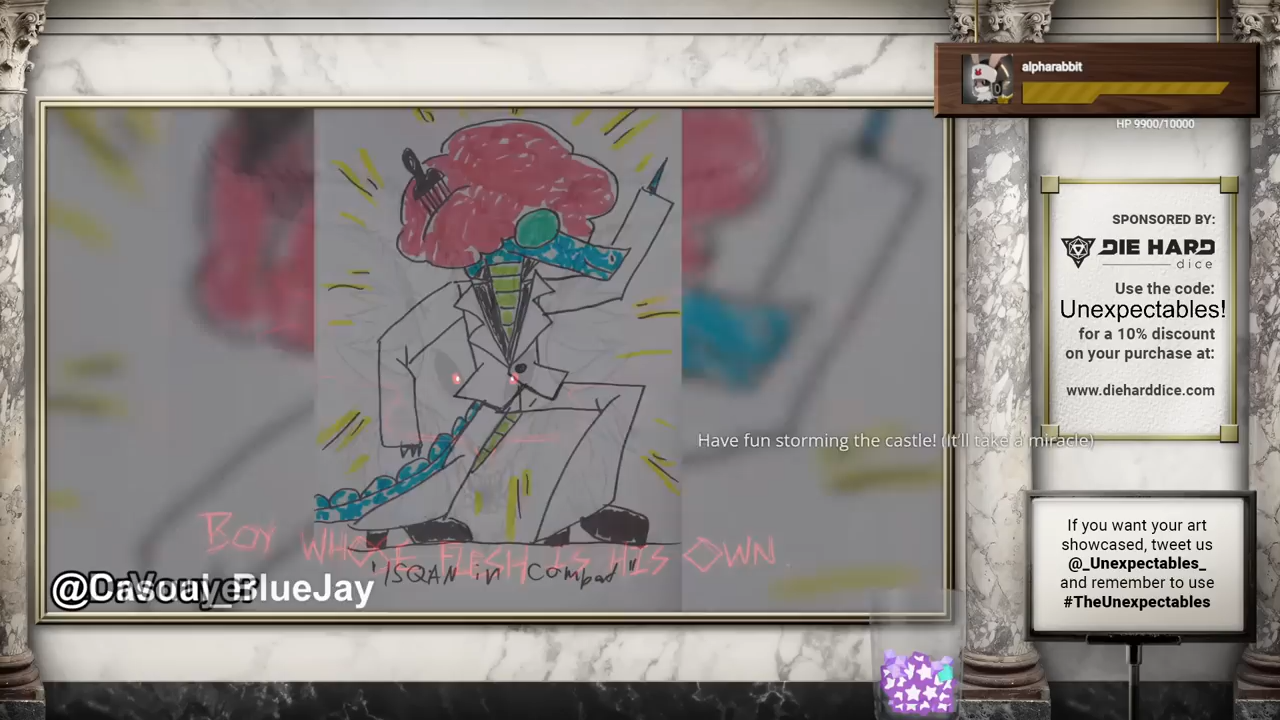 alpharabbit
HP 9900/10000
SPONSORED BY:
DIE HARD
dice
Use the code:
Unexpectables!
for a 10% discount
on your purchase at:
www.dieharddice.com
Have fun storming the castle! (It'll take a miracle)
BOY WHOSE FLESH IS HIS OWN.
in
@Casouy_BlueJay
If you want your art
showcased, tweet us
@_Unexpectables_
and remember to use
#TheUnexpectables